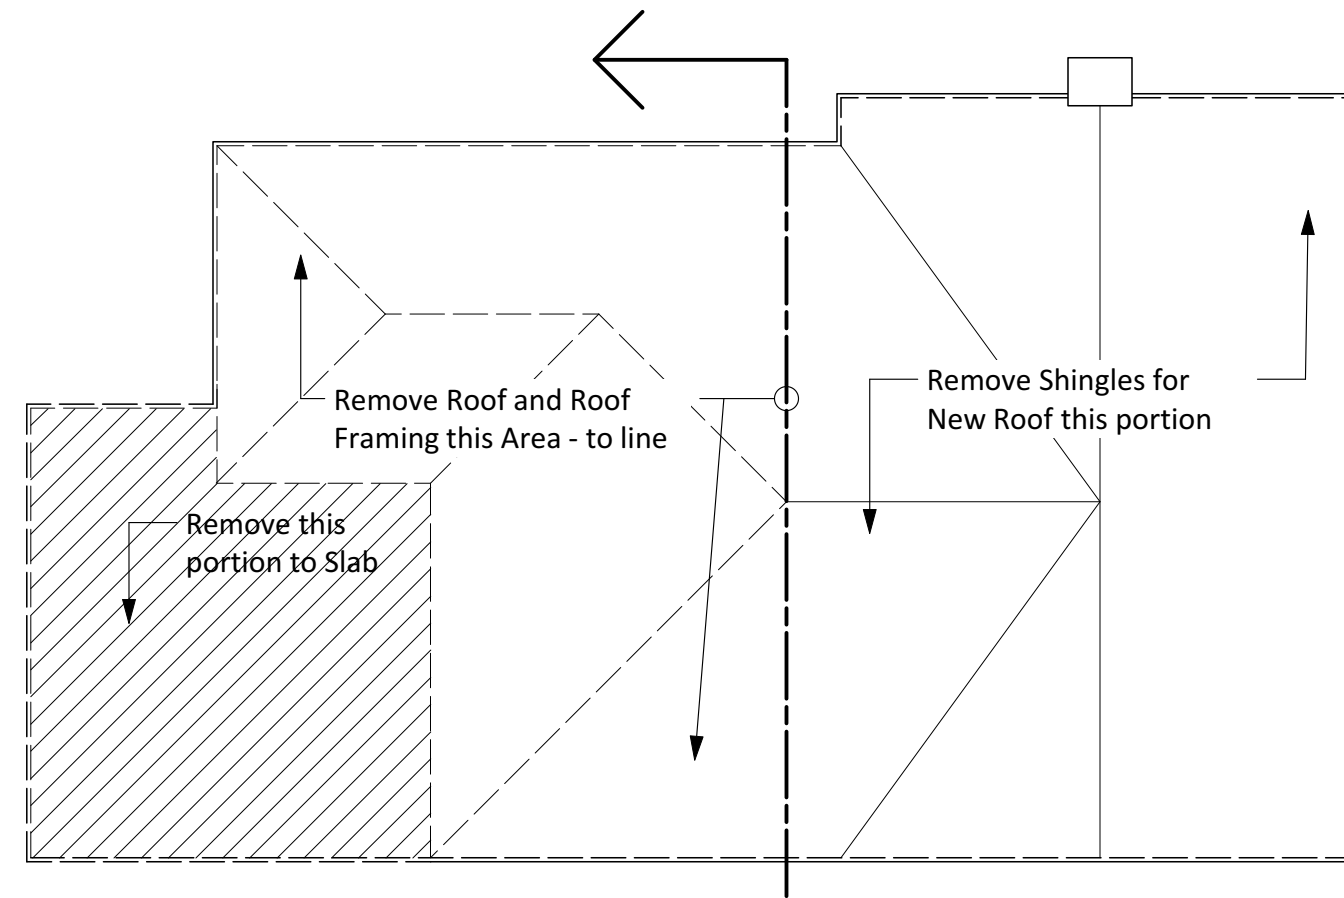 Remove Roof and Roof
Framing this Area - to line
Remove Shingles for
New Roof this portion
Remove this
portion to Slab